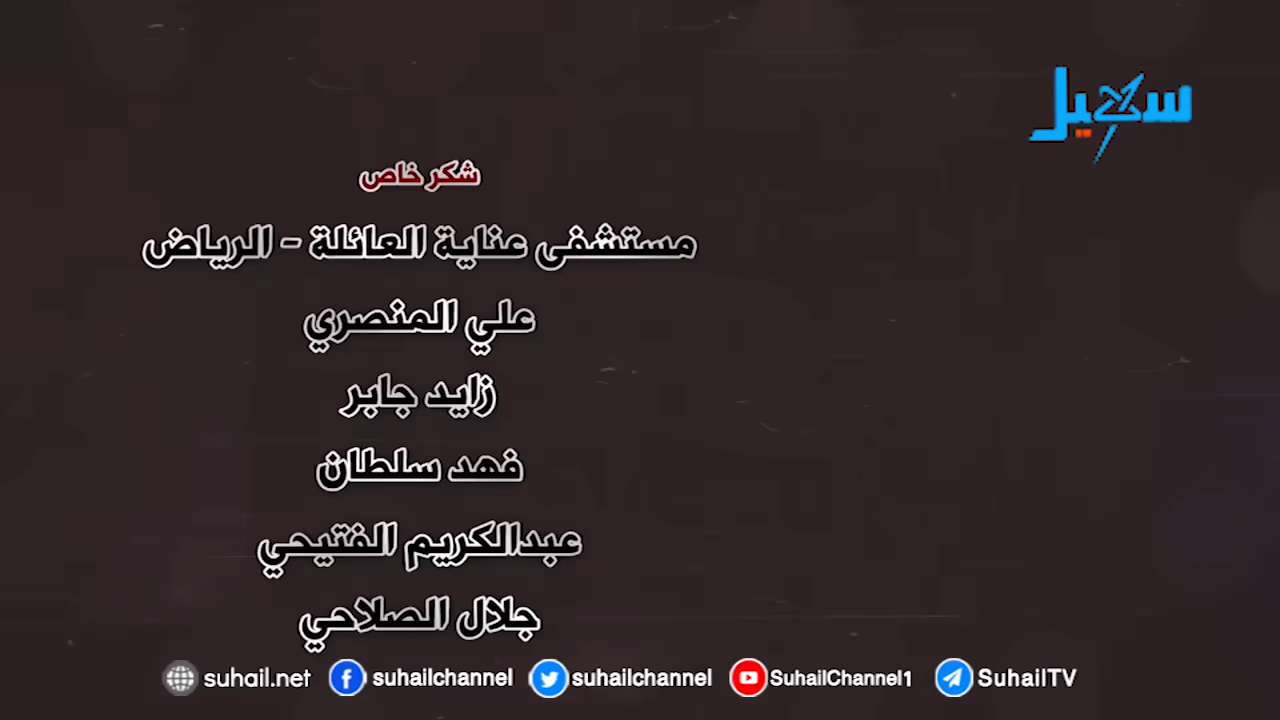 سهيل
شكر خاص
مستشفى عناية العائلة - الرياض
علي المنصري
زايد جابر
فهد سلطان
عبدالكريم الفتيحي
جلال الصلاحي
suhail.net suhailchannel suhailchannel SuhailChannel1 SuhailTV